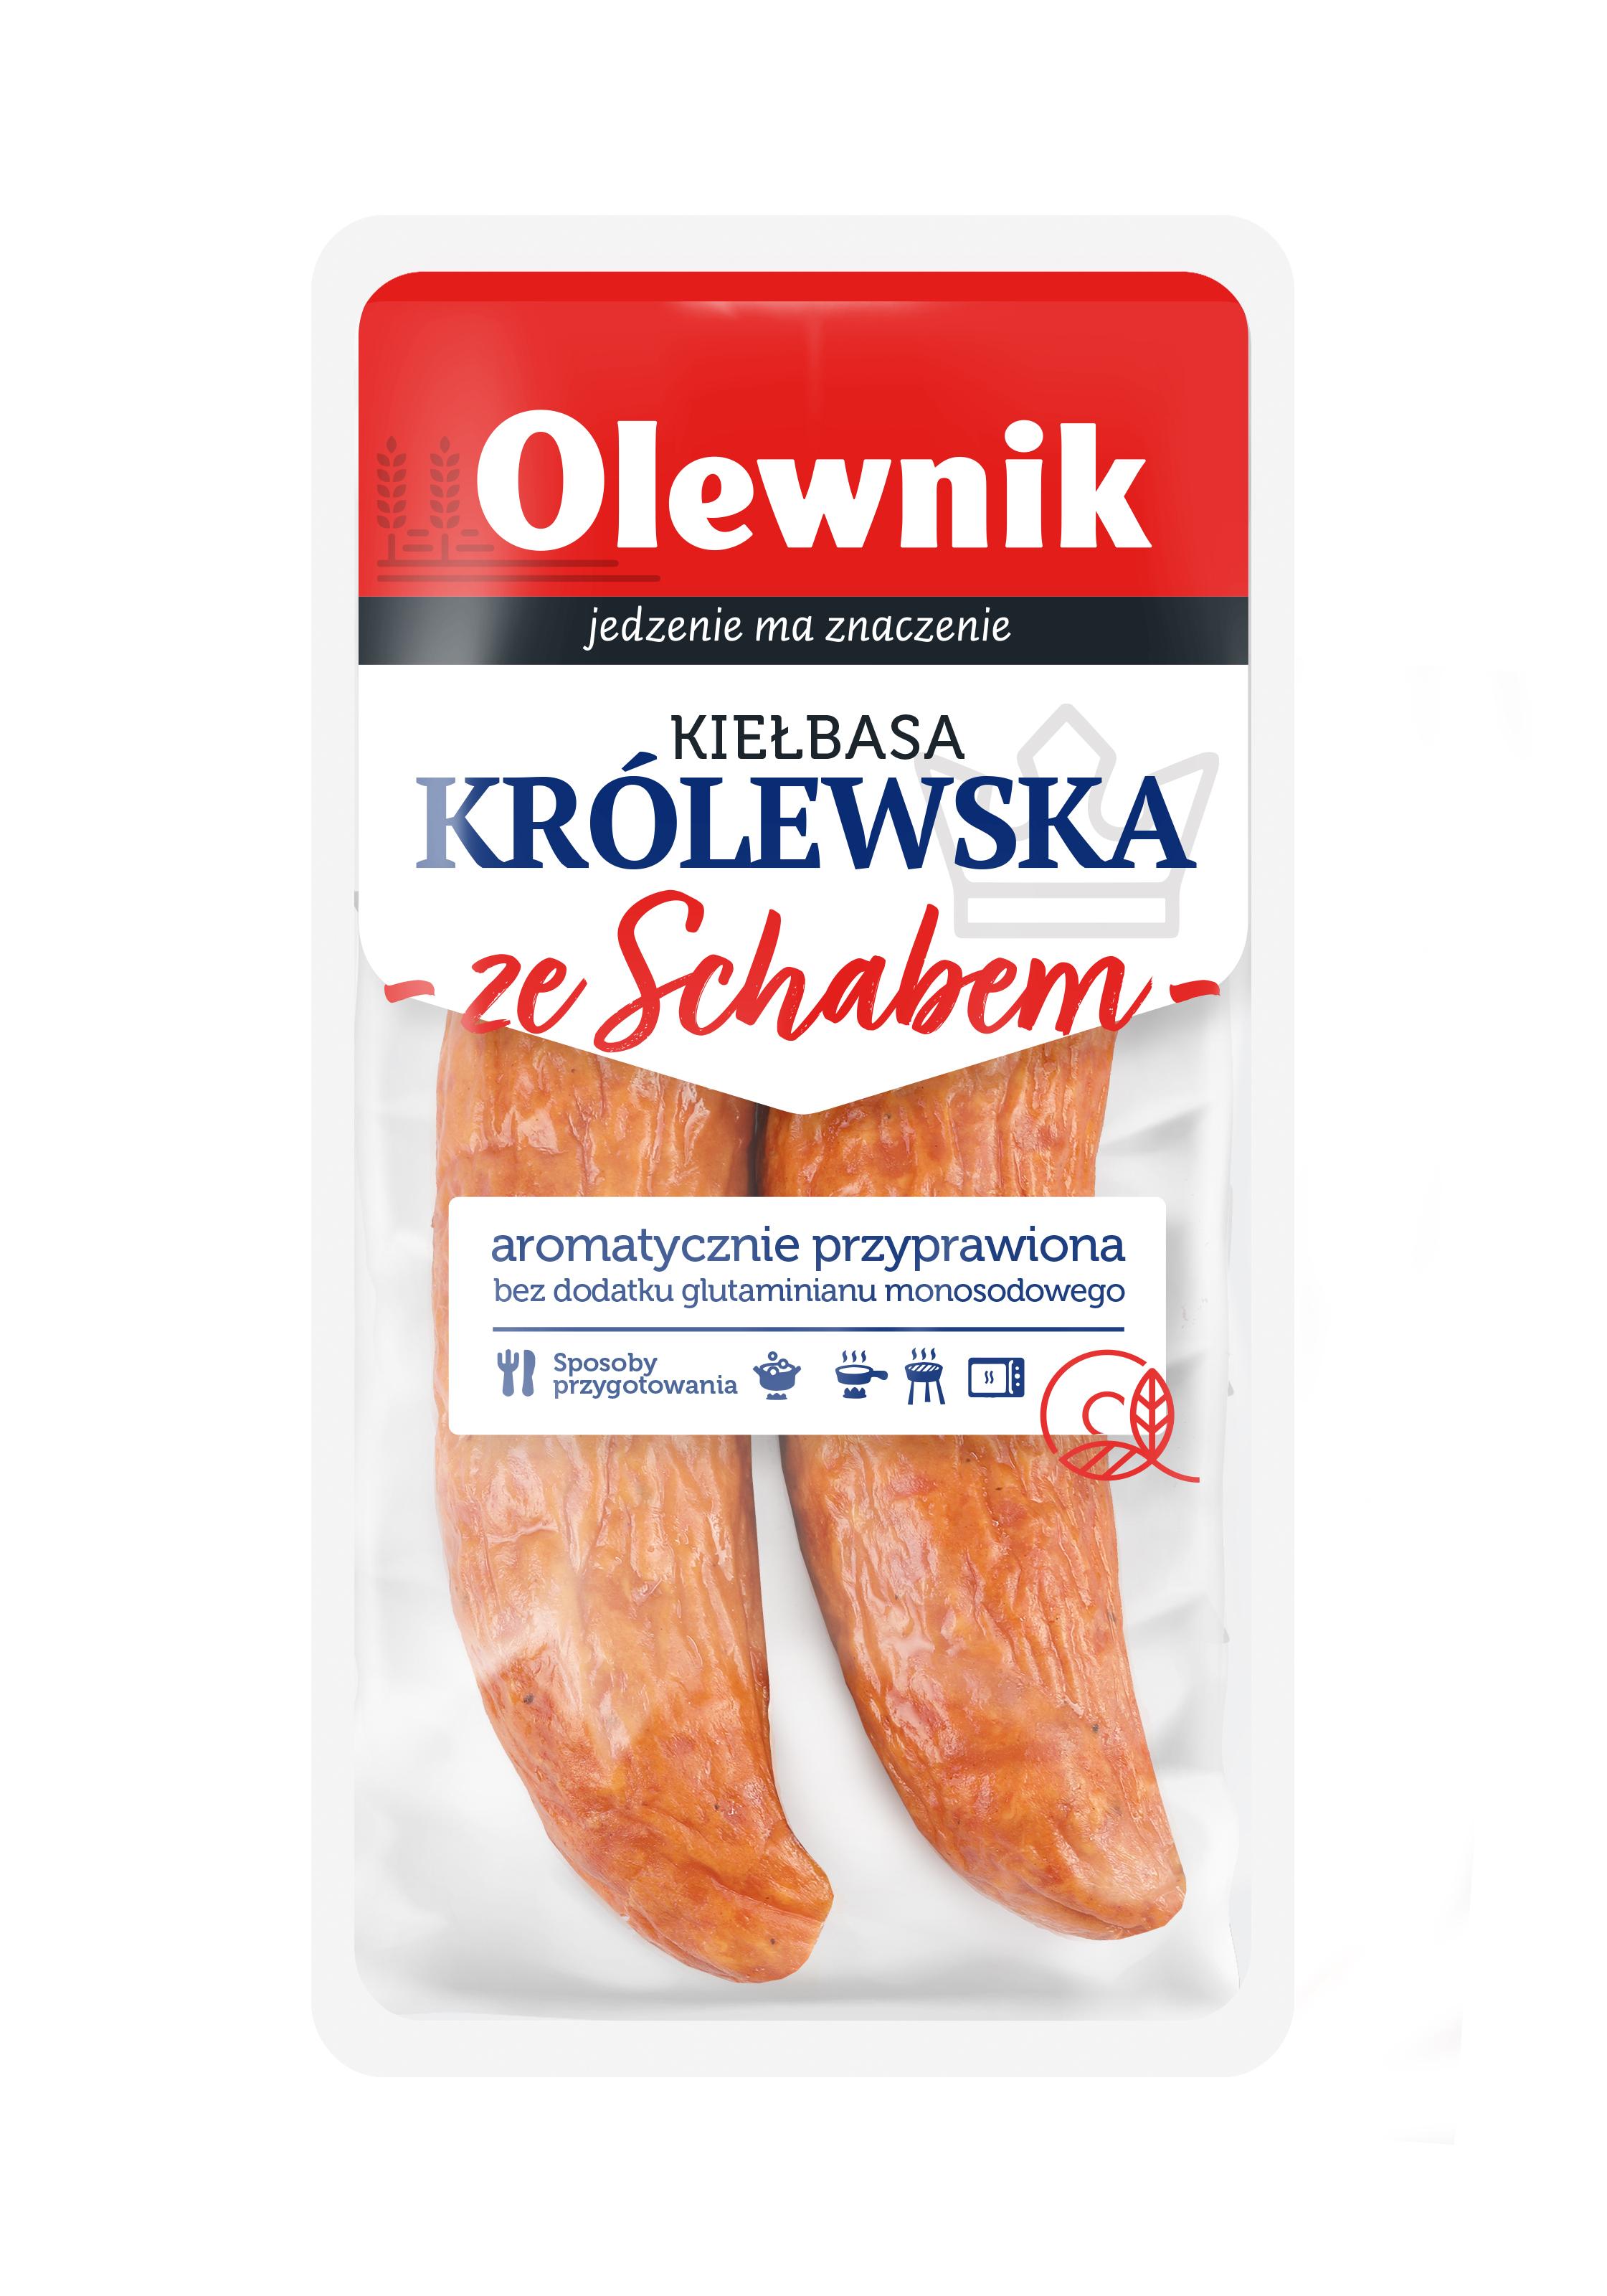 Olewnik
jedzenie ma znaczenie
KIEŁBASA
KRÓLEWSKA
- ze Schabem -
aromatycznie przyprawiona
bez dodatku glutaminianu monosodowego
Sposoby
przygotowania